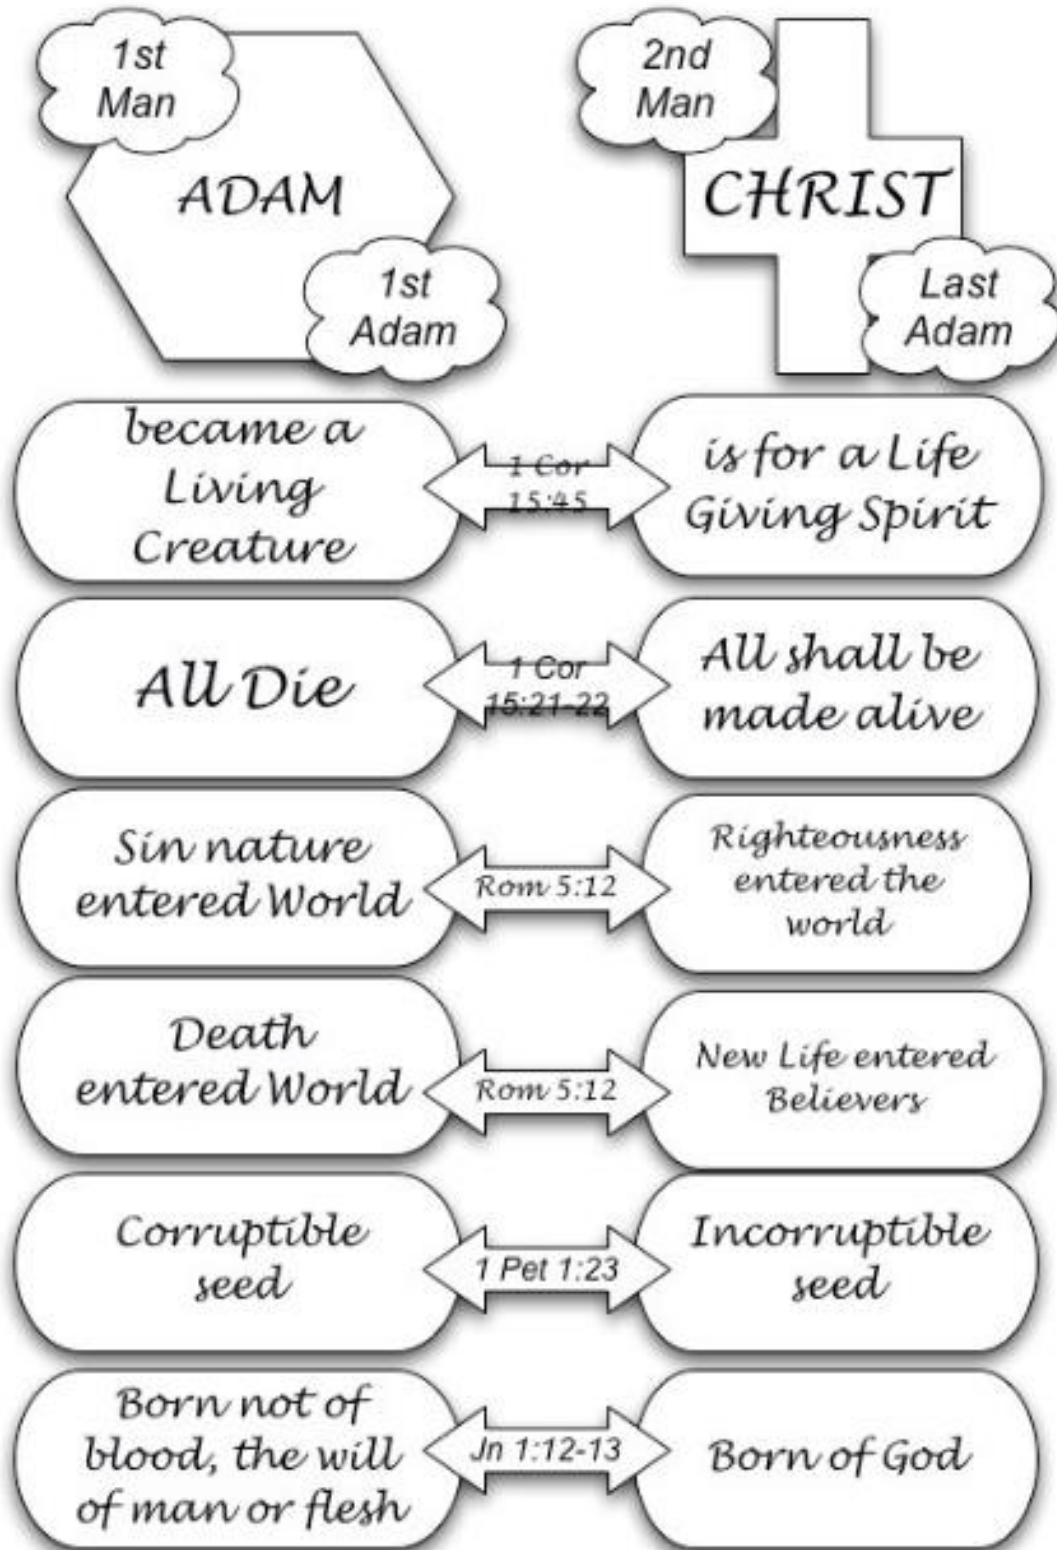 1st
Man
ADAM
1st
Adam
2nd
Man
CHRIST
Last
Adam
became a
Living
Creature
1 Cor
15:45
is for a Life
Giving Spirit
All Die
1 Cor
15:21-22
All shall be
made alive
Sin nature
entered World
Rom 5:12
Righteousness
entered the
world
Death
entered World
Rom 5:12
New Life entered
Believers
Corruptible
seed
1 Pet 1:23
Incorruptible
seed
Born not of
blood, the will
of man or flesh
Jn 1:12-13
Born of God